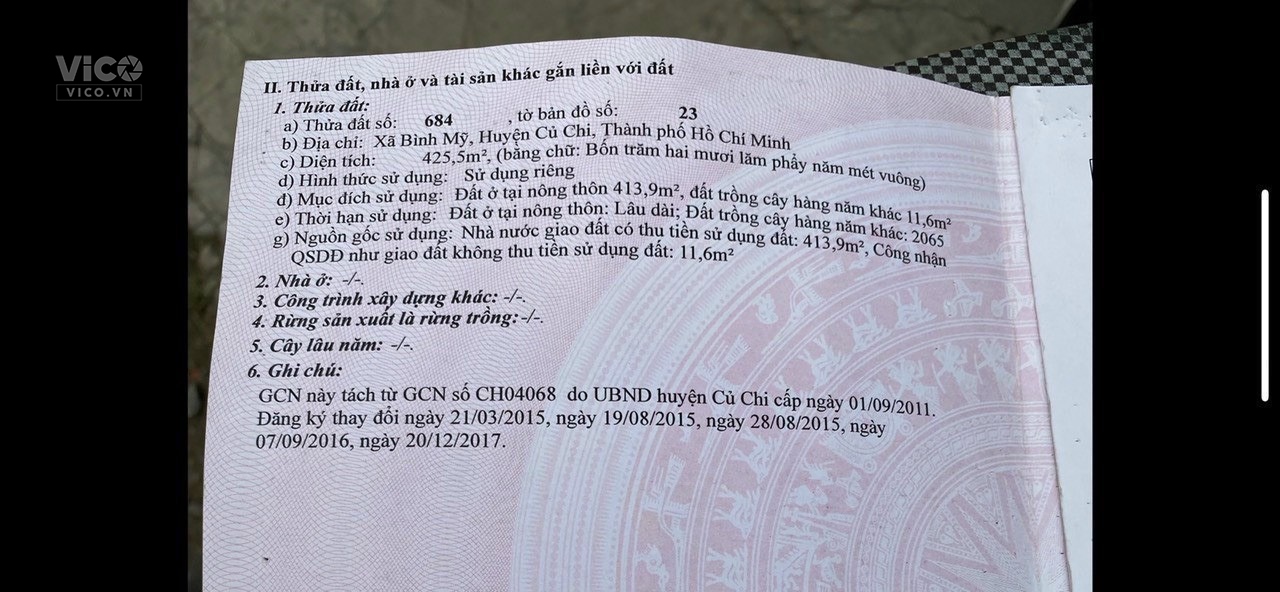 VICO
VICO.VN
II. Thửa đất, nhà ở và tài sản khác gắn liền với đất
1. Thửa đất:
a) Thửa đất số: 684 , tờ bản đồ số: 23
b) Địa chỉ: Xã Bình Mỹ, Huyện Củ Chi, Thành phố Hồ Chí Minh
c) Diện tích: 425,5m², (bằng chữ: Bốn trăm hai mươi lăm phẩy năm mét vuông)
d) Hình thức sử dụng: Sử dụng riêng
đ) Mục đích sử dụng: Đất ở tại nông thôn 413,9m², đất trồng cây hàng năm khác 11,6m²
e) Thời hạn sử dụng: Đất ở tại nông thôn: Lâu dài; Đất trồng cây hàng năm khác: 2065
g) Nguồn gốc sử dụng: Nhà nước giao đất có thu tiền sử dụng đất: 413,9m², Công nhận
QSDĐ như giao đất không thu tiền sử dụng đất: 11,6m²
2. Nhà ở: -/-.
3. Công trình xây dựng khác: -/-.
4. Rừng sản xuất là rừng trồng:-/-.
5. Cây lâu năm: -/-.
6. Ghi chú:
GCN này tách từ GCN số CH04068 do UBND huyện Củ Chi cấp ngày 01/09/2011.
Đăng ký thay đổi ngày 21/03/2015, ngày 19/08/2015, ngày 28/08/2015, ngày
07/09/2016, ngày 20/12/2017.